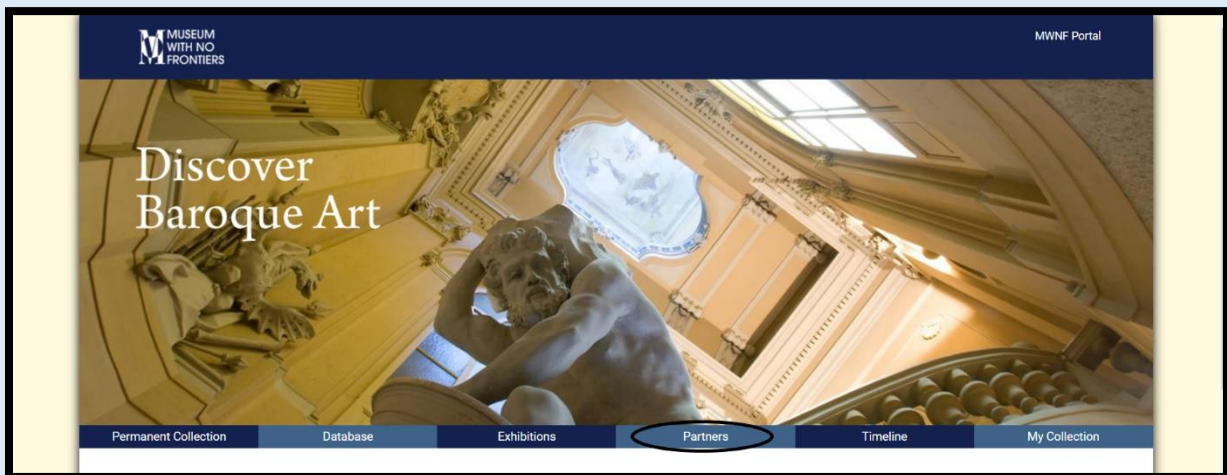 MUSEUM
WITH NO
FRONTIERS
MWNF Portal
Discover
Baroque Art
Permanent Collection Database Exhibitions Partners Timeline My Collection